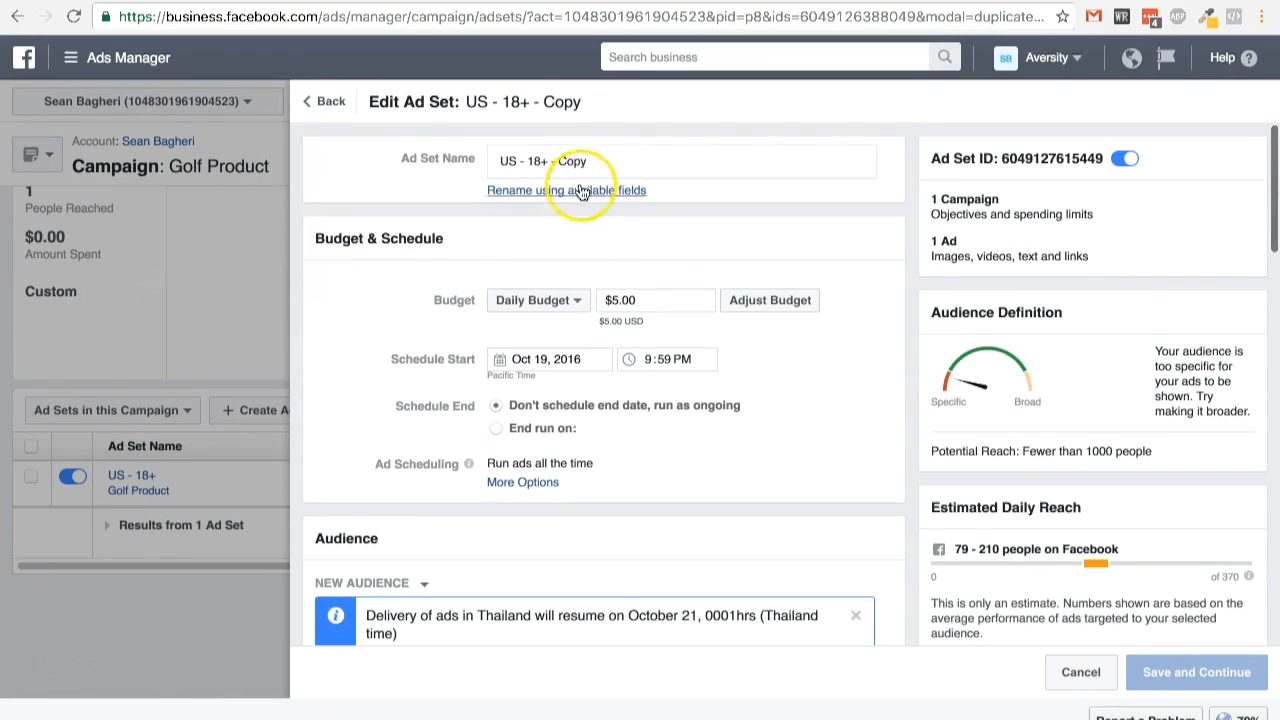 https://business.facebook.com/ads/manager/campaign/adsets/?act=1048301961904523&pid=p8&ids=6049126388049&modal=duplicate...
WR
4
ABP
Ads Manager
Search business
SB
Aversity
Help
Sean Bagheri (1048301961904523)
Account: Sean Bagheri
Campaign: Golf Product
1
People Reached
$0.00
Amount Spent
Custom
Ad Sets in this Campaign
+ Create A
Ad Set Name
US - 18+
Golf Product
Results from 1 Ad Set
Back
Edit Ad Set: US - 18+ - Copy
Ad Set Name
US - 18+ - Copy
Rename using available fields
Budget & Schedule
Budget
Daily Budget
$5.00
Adjust Budget
$5.00 USD
Schedule Start
Oct 19, 2016
9:59 PM
Pacific Time
Schedule End
Don't schedule end date, run as ongoing
End run on:
Ad Scheduling
Run ads all the time
More Options
Audience
NEW AUDIENCE
Delivery of ads in Thailand will resume on October 21, 0001hrs (Thailand
time)
Ad Set ID: 6049127615449
1 Campaign
Objectives and spending limits
1 Ad
Images, videos, text and links
Audience Definition
Specific
Broad
Your audience is
too specific for
your ads to be
shown. Try
making it broader.
Potential Reach: Fewer than 1000 people
Estimated Daily Reach
79 - 210 people on Facebook
0
of 370
This is only an estimate. Numbers shown are based on the
average performance of ads targeted to your selected
audience.
Cancel
Save and Continue
Report a Problem